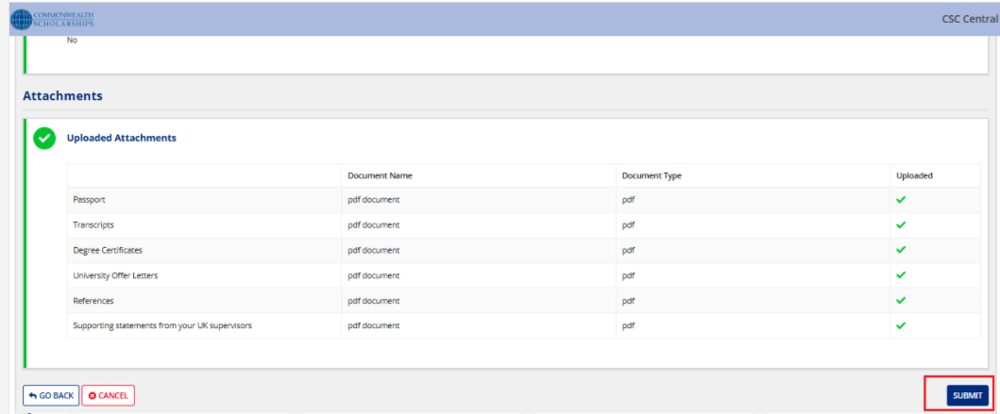 COMMONWEALTH
SCHOLARSHIPS
CSC Central
No
Attachments
Uploaded Attachments
Document Name Document Type Uploaded
Passport pdf document pdf
Transcripts pdf document pdf
Degree Certificates pdf document pdf
University Offer Letters pdf document pdf
References pdf document pdf
Supporting statements from your UK supervisors pdf document pdf
GO BACK CANCEL SUBMIT